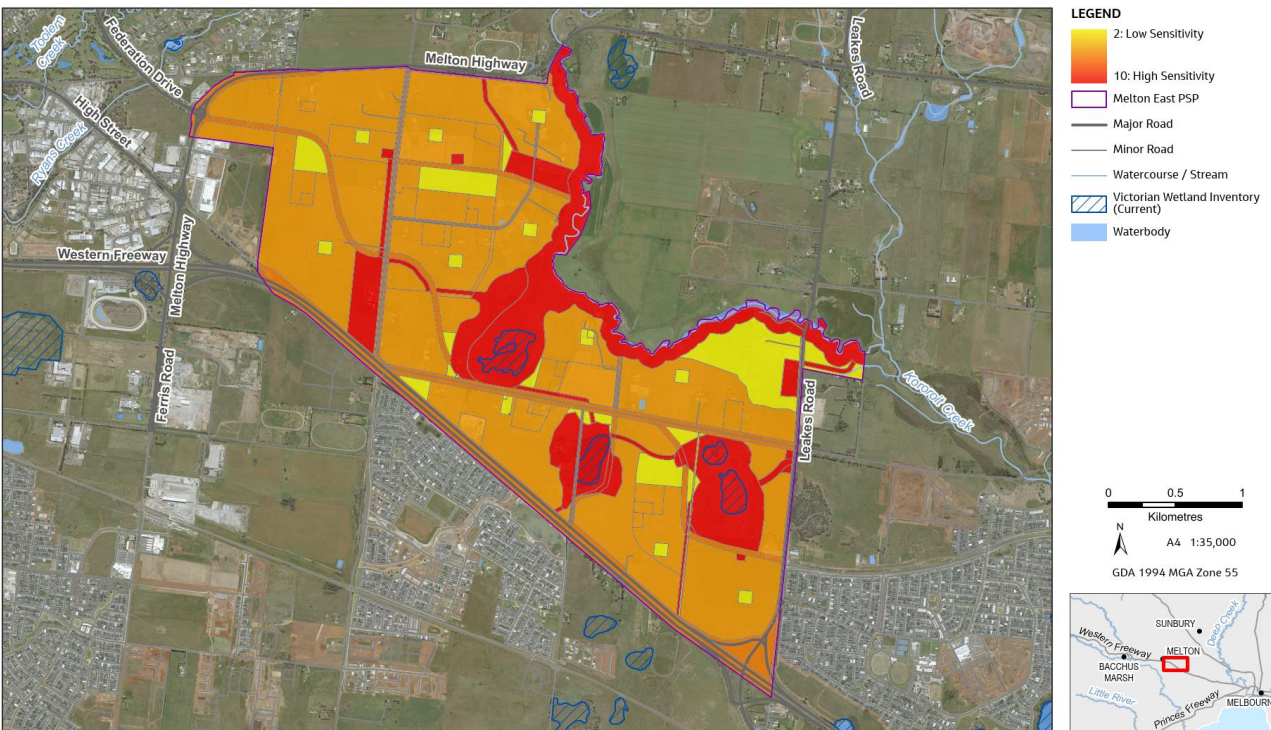 Toolern
Creek
Federation Drive
High Street
Ryans Creek
Melton Highway
Leakes Road
Western Freeway
Melton Highway
Ferris Road
Leakes Road
Kororoit Creek
LEGEND
2: Low Sensitivity
10: High Sensitivity
Melton East PSP
Major Road
Minor Road
Watercourse / Stream
Victorian Wetland Inventory
(Current)
Waterbody
0 0.5 1
Kilometres
N
A4 1:35,000
GDA 1994 MGA Zone 55
SUNBURY
Deep Creek
Western Freeway
MELTON
BACCHUS
MARSH
Little River
Princes Freeway
MELBOURN